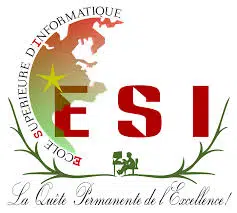 ECOLE SUPERIEURE D'INFORMATIQUE
ESI
La Quête Permanente de l'Excellence!